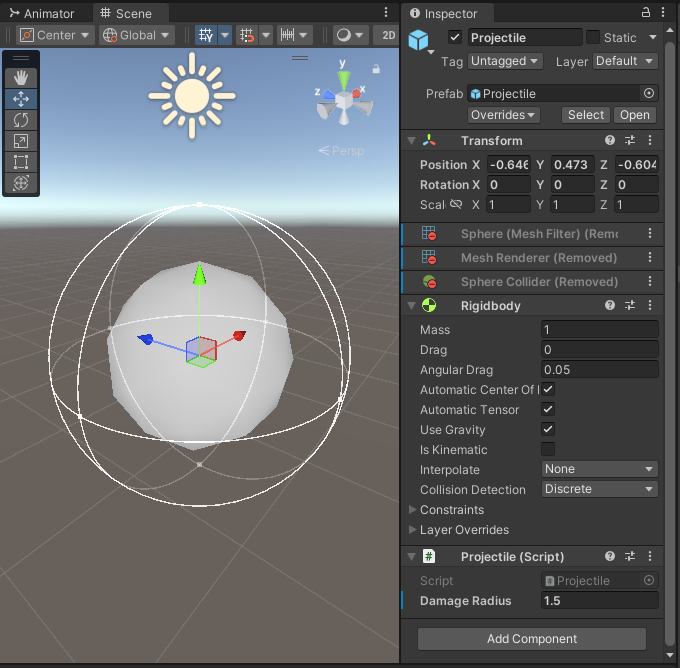 Animator
Scene
Center
Global
2D
y
z
x
Persp
Inspector
Projectile
Static
Tag Untagged Layer Default
Prefab Projectile
Overrides Select Open
Transform
Position X -0.646 Y 0.473 Z -0.604
Rotation X 0 Y 0 Z 0
Scal X 1 Y 1 Z 1
Sphere (Mesh Filter) (Remo
Mesh Renderer (Removed)
Sphere Collider (Removed)
Rigidbody
Mass 1
Drag 0
Angular Drag 0.05
Automatic Center Of
Automatic Tensor
Use Gravity
Is Kinematic
Interpolate None
Collision Detection Discrete
Constraints
Layer Overrides
# Projectile (Script)
Script # Projectile
Damage Radius 1.5
Add Component